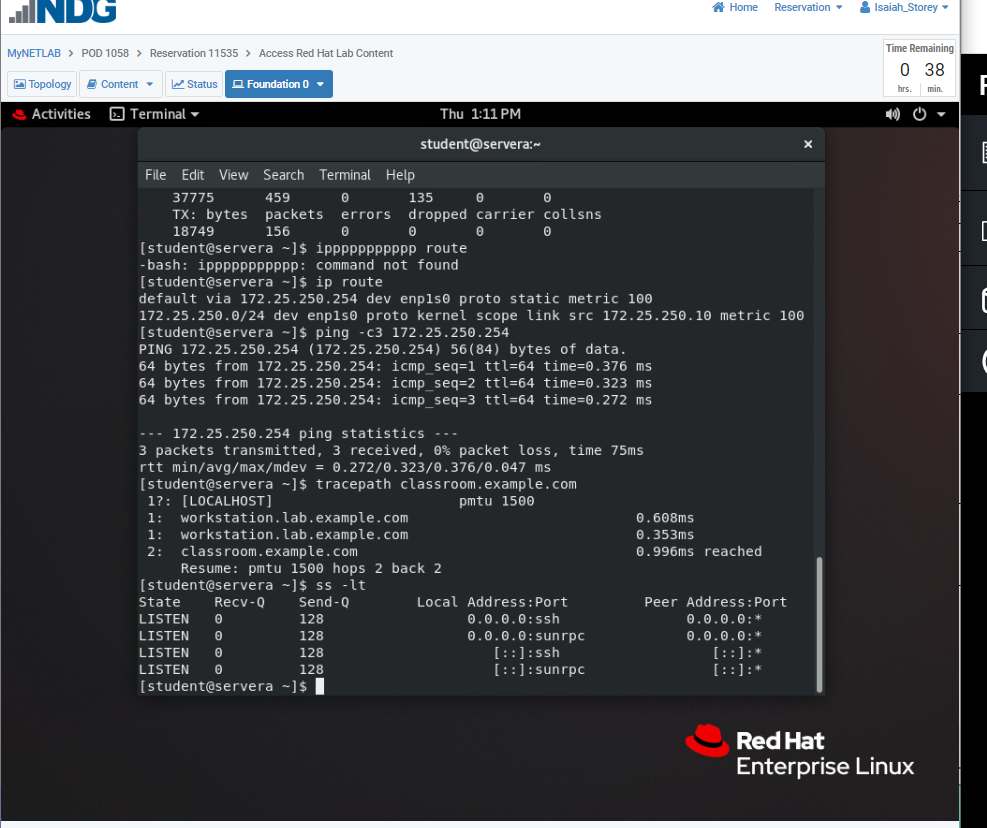 NDG
Home Reservation Isaiah_Storey
MyNETLAB > POD 1058 > Reservation 11535 > Access Red Hat Lab Content
Time Remaining
0 38
hrs. min.
Topology Content Status Foundation 0
Activities Terminal Thu 1:11 PM
student@servera:~ ×
File Edit View Search Terminal Help
37775 459 0 135 0 0
TX: bytes packets errors dropped carrier collsns
18749 156 0 0 0 0
[student@servera ~]$ ipppppppppppp route
-bash: ipppppppppppp: command not found
[student@servera ~]$ ip route
default via 172.25.250.254 dev enp1s0 proto static metric 100
172.25.250.0/24 dev enp1s0 proto kernel scope link src 172.25.250.10 metric 100
[student@servera ~]$ ping -c3 172.25.250.254
PING 172.25.250.254 (172.25.250.254) 56(84) bytes of data.
64 bytes from 172.25.250.254: icmp_seq=1 ttl=64 time=0.376 ms
64 bytes from 172.25.250.254: icmp_seq=2 ttl=64 time=0.323 ms
64 bytes from 172.25.250.254: icmp_seq=3 ttl=64 time=0.272 ms
--- 172.25.250.254 ping statistics ---
3 packets transmitted, 3 received, 0% packet loss, time 75ms
rtt min/avg/max/mdev = 0.272/0.323/0.376/0.047 ms
[student@servera ~]$ tracepath classroom.example.com
1?: [LOCALHOST] pmtu 1500
1: workstation.lab.example.com 0.608ms
1: workstation.lab.example.com 0.353ms
2: classroom.example.com 0.996ms reached
Resume: pmtu 1500 hops 2 back 2
[student@servera ~]$ ss -lt
State Recv-Q Send-Q Local Address:Port Peer Address:Port
LISTEN 0 128 0.0.0.0:ssh 0.0.0.0:*
LISTEN 0 128 0.0.0.0:sunrpc 0.0.0.0:*
LISTEN 0 128 [::]:ssh [::]:*
LISTEN 0 128 [::]:sunrpc [::]:*
[student@servera ~]$
Red Hat
Enterprise Linux